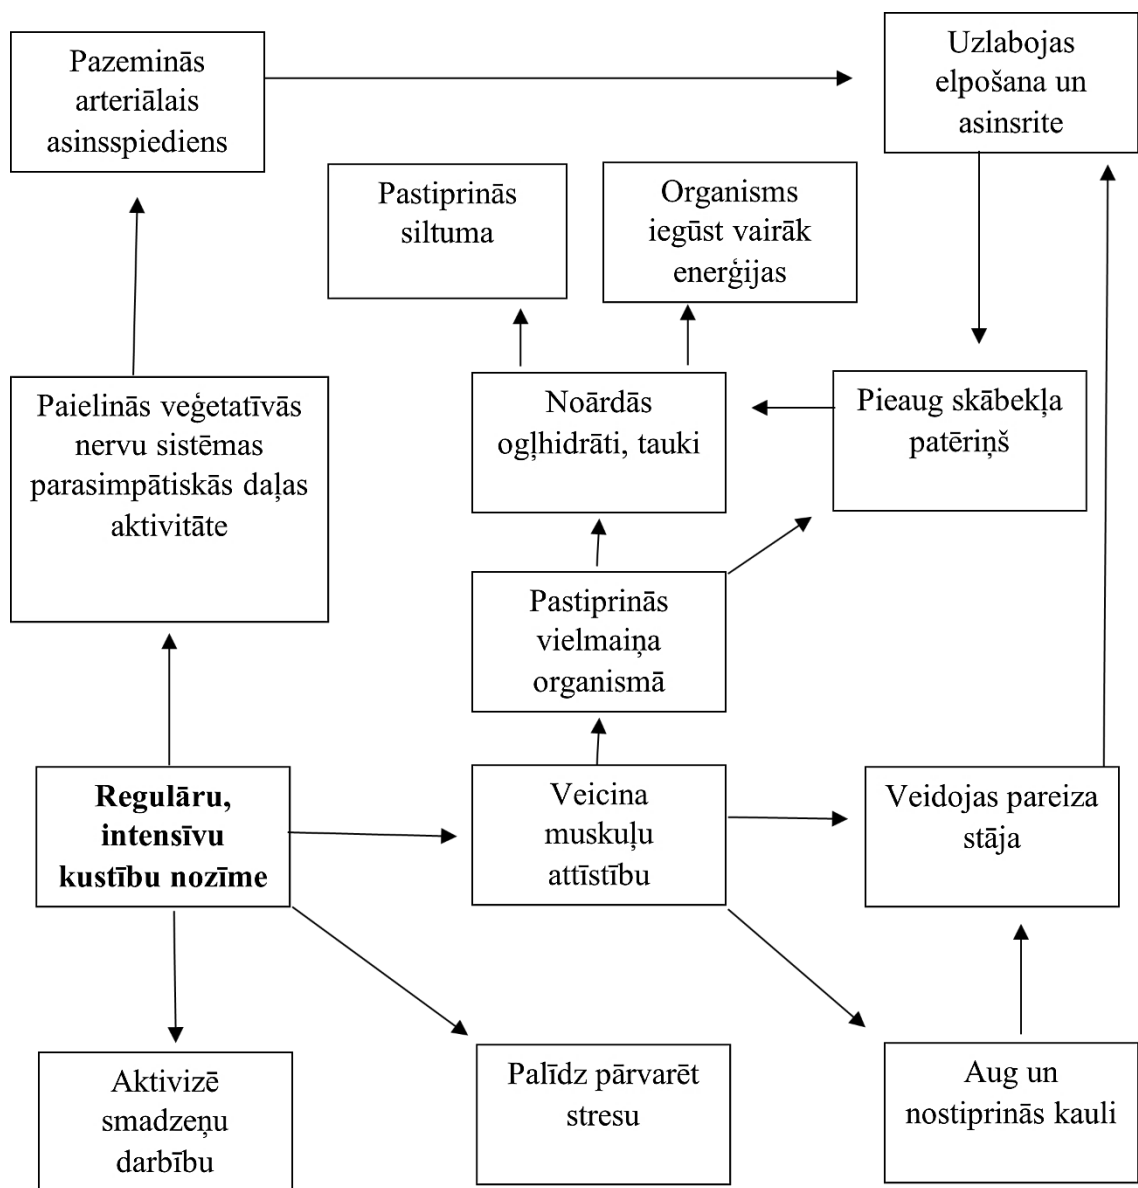 Pazeminās
arteriālais
asinsspiediens
Uzlabojas
elpošana un
asinsrite
Pastiprinās
siltuma
Organisms
iegūst vairāk
enerģijas
Paielinās veģetatīvās
nervu sistēmas
parasimpātiskās daļas
aktivitāte
Noārdās
ogļhidrāti, tauki
Pieaug skābekļa
patēriņš
Pastiprinās
vielmaiņa
organismā
Regulāru,
intensīvu
kustību nozīme
Veicina
muskuļu
attīstību
Veidojas pareiza
stāja
Aktivizē
smadzeņu
darbību
Palīdz pārvarēt
stresu
Aug un
nostiprinās kauli